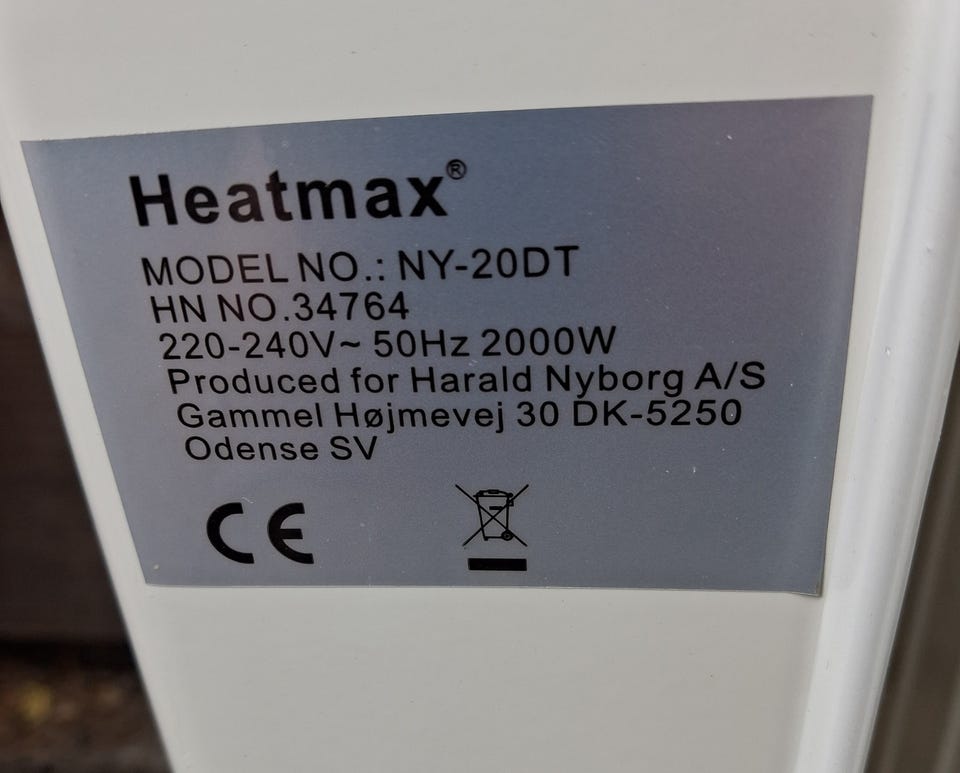 Heatmax®
MODEL NO.: NY-20DT
HN NO.34764
220-240V~ 50Hz 2000W
Produced for Harald Nyborg A/S
Gammel Højmevej 30 DK-5250
Odense SV
CE